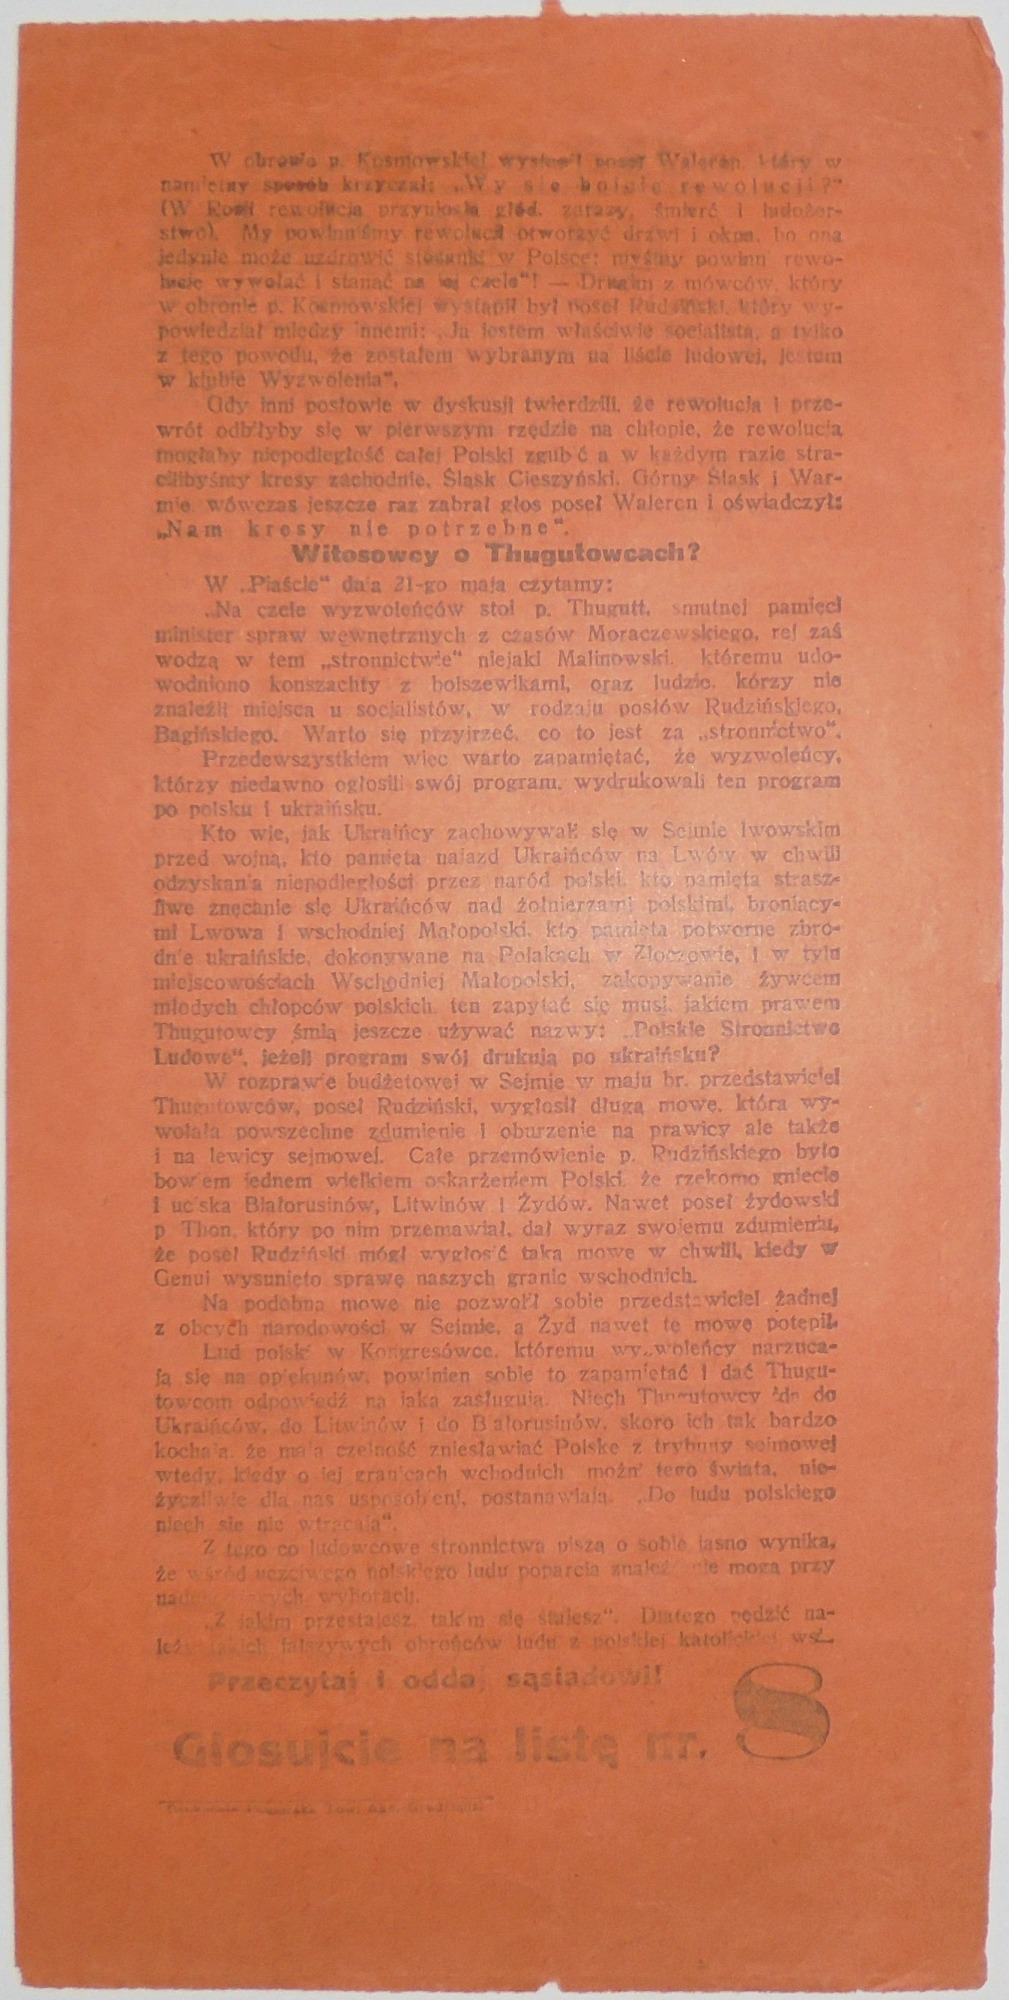 W obronie p. Kosmowskiej wystąpił poseł Waleron, który w
namiętny sposób krzyczał: „Wy się boicie rewolucji?"
(W Rosji rewolucja przyniosła głód, zarazy, śmierć i ludożer-
stwo). My powinniśmy rewolucji otworzyć drzwi i okna, bo ona
jedynie może uzdrowić stosunki w Polsce; myśmy powinn' rewo-
lucję wywołać i stanąć na jej czele"! — Drugim z mówców, który
w obronie p. Kosmowskiej wystąpił był poseł Rudziński, który wy-
powiedział między innemi: „Ja jestem właściwie socjalistą, a tylko
z tego powodu, że zostałem wybranym na liście ludowej, jestem
w klubie Wyzwolenia".
Gdy inni posłowie w dyskusji twierdzili, że rewolucja i prze-
wrót odbiłyby się w pierwszym rzędzie na chłopie, że rewolucja
mogłaby niepodległość całej Polski zgubić a w każdym razie stra-
cilibyśmy kresy zachodnie, Śląsk Cieszyński, Górny Śląsk i War-
mię, wówczas jeszcze raz zabrał głos poseł Waleron i oświadczył:
„Nam kresy nie potrzebne".
Witosowcy o Thugutowcach?
W „Piaście" dnia 21-go maja czytamy:
„Na czele wyzwoleńców stoi p. Thugutt, smutnej pamięci
minister spraw wewnętrznych z czasów Moraczewskiego, rej zaś
wodzą w tem „stronnictwie" niejaki Malinowski, któremu udo-
wodniono konszachty z bolszewikami, oraz ludzie, kórzy nie
znaleźli miejsca u socjalistów, w rodzaju posłów Rudzińskiego,
Bagińskiego. Warto się przyjrzeć, co to jest za „stronnictwo".
Przedewszystkiem więc warto zapamiętać, że wyzwoleńcy,
którzy niedawno ogłosili swój program, wydrukowali ten program
po polsku i ukraińsku.
Kto wie, jak Ukraińcy zachowywali się w Sejmie lwowskim
przed wojną, kto pamięta najazd Ukraińców na Lwów w chwili
odzyskania niepodległości przez naród polski, kto pamięta strasz-
liwe znęcanie się Ukraińców nad żołnierzami polskimi, broniący-
mi Lwowa i wschodniej Małopolski, kto pamięta potworne zbro-
dnie ukraińskie, dokonywane na Polakach w Złoczowie, i w tylu
miejscowościach Wschodniej Małopolski, zakopywanie żywcem
młodych chłopców polskich, ten zapytać się musi, jakiem prawem
Thugutowcy śmią jeszcze używać nazwy: „Polskie Stronnictwo
Ludowe", jeżeli program swój drukują po ukraińsku?
W rozprawie budżetowej w Sejmie w maju br. przedstawiciel
Thugutowców, poseł Rudziński, wygłosił długą mowę, która wy-
wołała powszechne zdumienie i oburzenie na prawicy ale także
i na lewicy sejmowej. Całe przemówienie p. Rudzińskiego było
bowiem jednem wielkiem oskarżeniem Polski, że rzekomo gniecie
i uciska Białorusinów, Litwinów i Żydów. Nawet poseł żydowski
p Thon, który po nim przemawiał, dał wyraz swojemu zdumieniu,
że poseł Rudziński mógł wygłosić taką mowę w chwili, kiedy w
Genui wysunięto sprawę naszych granic wschodnich.
Na podobną mowę nie pozwolił sobie przedstawiciel żadnej
z obcych narodowości w Sejmie, a Żyd nawet tę mowę potępił.
Lud polski w Kongresówce, któremu wyzwoleńcy narzuca-
ją się na opiekunów, powinien sobie to zapamiętać i dać Thugu-
towcom odpowiedź na jaką zasługują. Niech Thugutowcy idą do
Ukraińców, do Litwinów i do Białorusinów, skoro ich tak bardzo
kochają, że mają czelność zniesławiać Polskę z trybuny sejmowej
wtedy, kiedy o jej granicach wchodnich możni tego świata, nie-
życzliwie dla nas usposobieni, postanawiają. „Do ludu polskiego
niech się nie wtrącają".
Z tego co ludowcowe stronnictwa piszą o sobie jasno wynika,
że wśród uczciwego polskiego ludu poparcia znaleźć nie mogą przy
nadchodzących wyborach.
„Z jakim przestajesz, takim się stajesz". Dlatego pędzić na-
leży takich fałszywych obrońców ludu z polskiej katolickiej wsi.
Przeczytaj i oddaj sąsiadowi!
Głosujcie na listę nr. 8